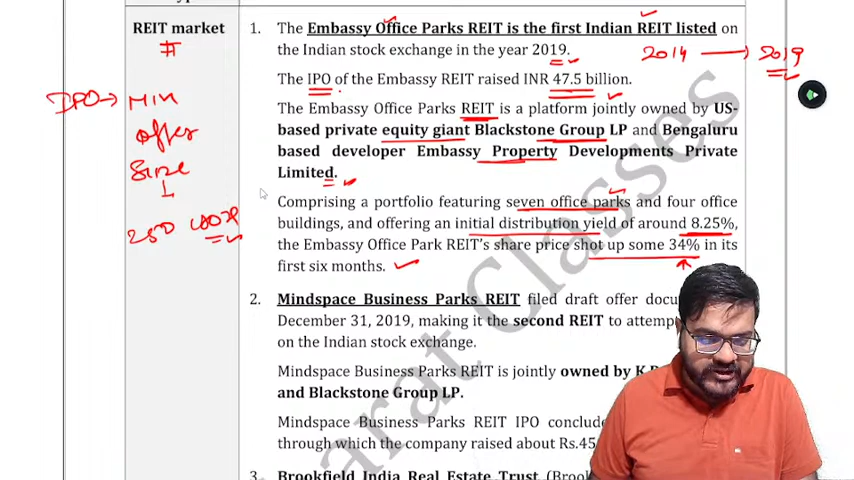 REIT market
IPO → Min
offer
Size
250
1. The Embassy Office Parks REIT is the first Indian REIT listed on
the Indian stock exchange in the year 2019.
2014 → 2019
The IPO of the Embassy REIT raised INR 47.5 billion.
The Embassy Office Parks REIT is a platform jointly owned by US-
based private equity giant Blackstone Group LP and Bengaluru
based developer Embassy Property Developments Private
Limited.
Comprising a portfolio featuring seven office parks and four office
buildings, and offering an initial distribution yield of around 8.25%,
the Embassy Office Park REIT's share price shot up some 34% in its
first six months.
2. Mindspace Business Parks REIT filed draft offer
December 31, 2019, making it the second REIT to
on the Indian stock exchange.
Mindspace Business Parks REIT is jointly owned by K
and Blackstone Group LP.
Mindspace Business Parks REIT IPO
through which the company raised about Rs.45
3. Brookfield India Real Estate Trust
arat Classes